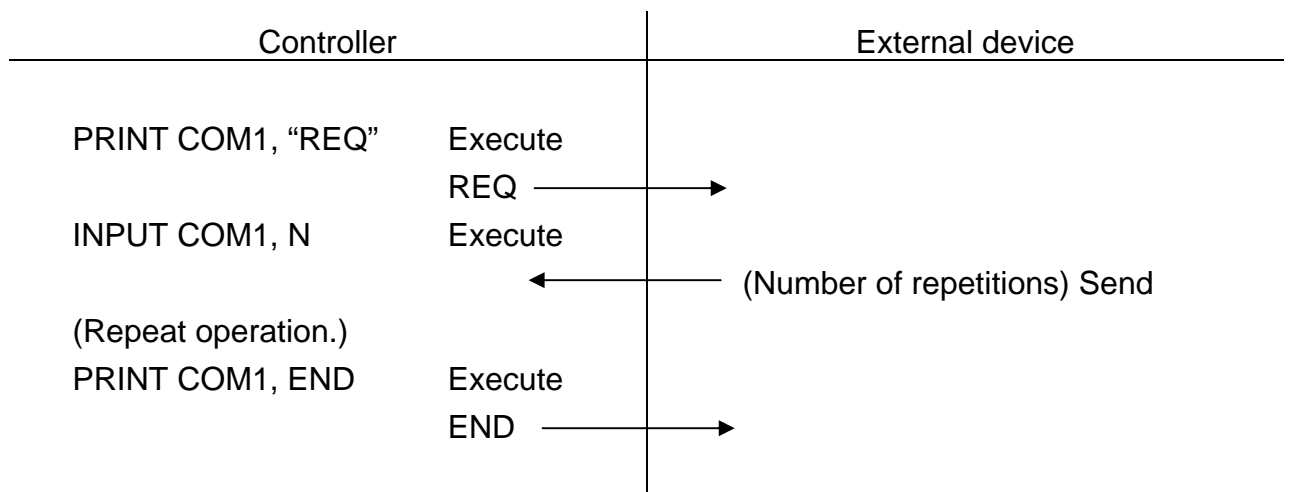 Controller External device
PRINT COM1, “REQ” Execute
REQ
INPUT COM1, N Execute
(Number of repetitions) Send
(Repeat operation.)
PRINT COM1, END Execute
END